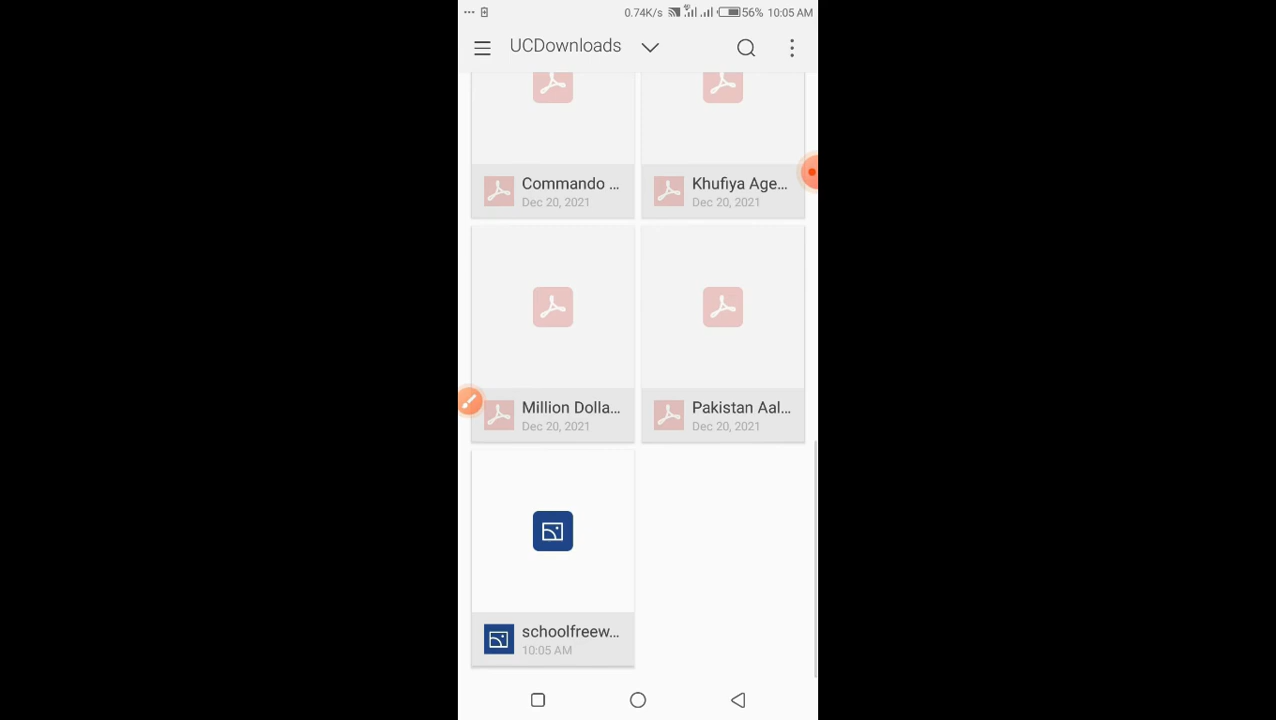 0.74K/s 56% 10:05 AM
UCDownloads
Commando ... Khufiya Age...
Dec 20, 2021 Dec 20, 2021
Million Dolla... Pakistan Aal...
Dec 20, 2021 Dec 20, 2021
schoolfreew...
10:05 AM